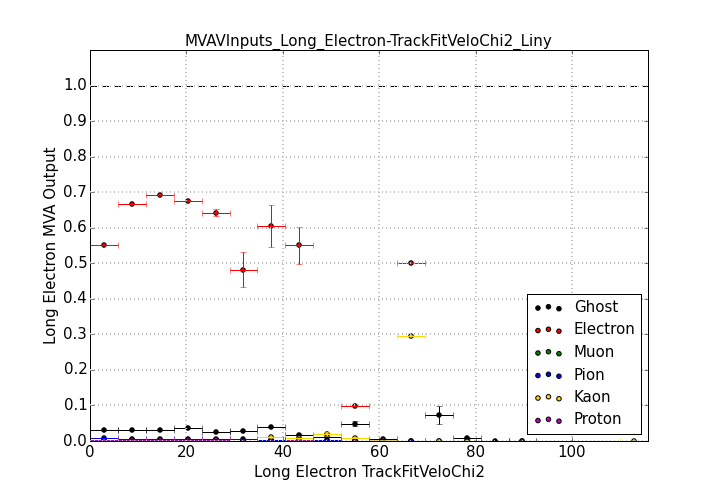 MVAVInputs_Long_Electron-TrackFitVeloChi2_Liny
Long Electron MVA Output
1.0
0.9
0.8
0.7
0.6
0.5
0.4
0.3
0.2
0.1
0.0
Ghost
Electron
Muon
Pion
Kaon
Proton
0 20 40 60 80 100
Long Electron TrackFitVeloChi2